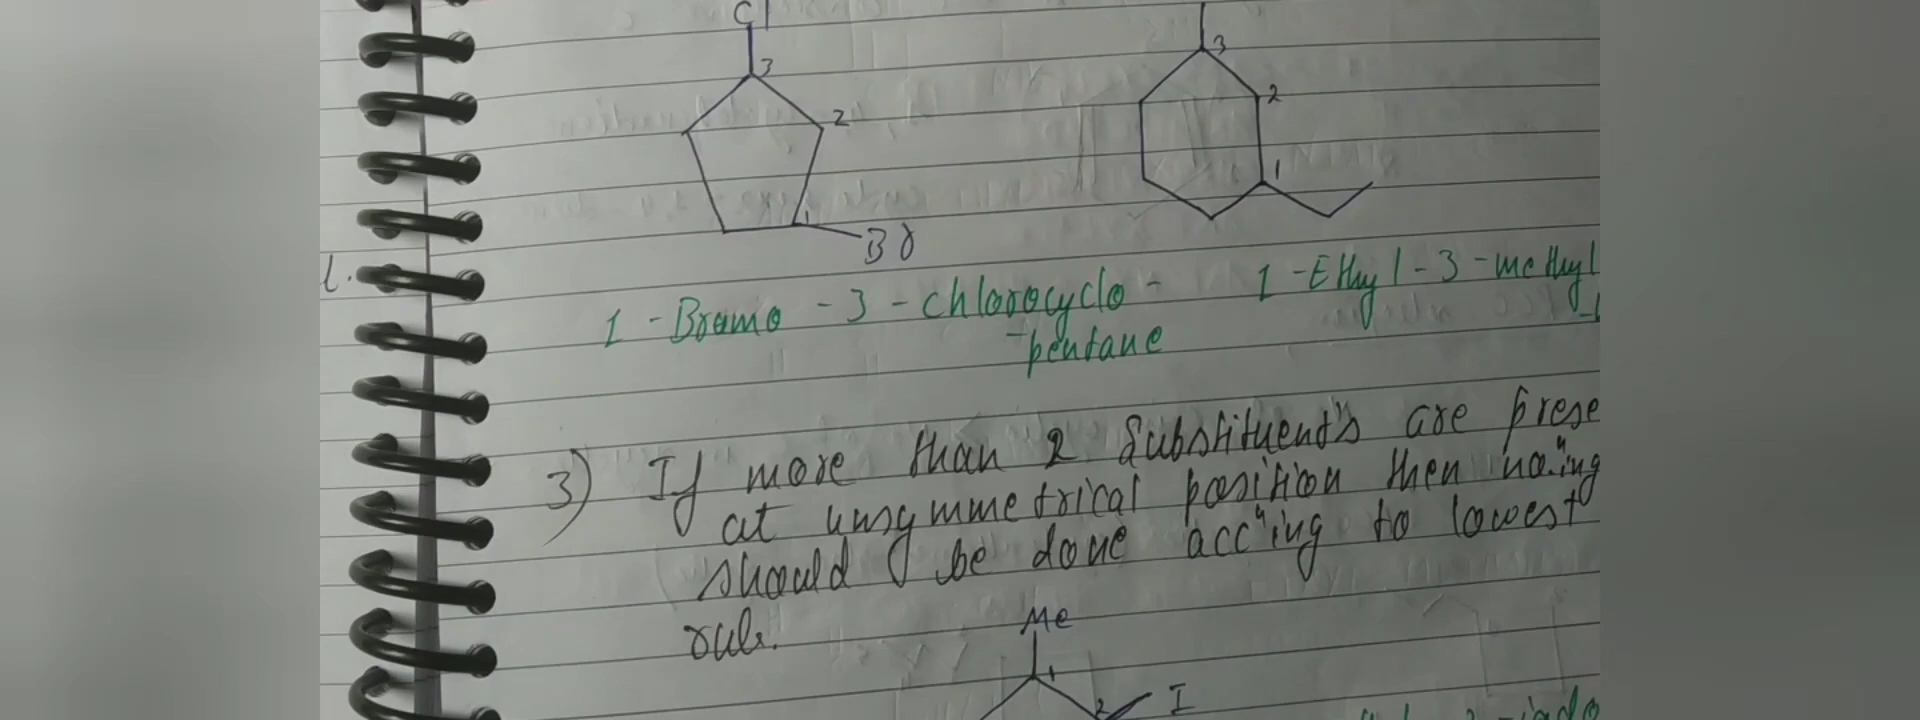 Cl
3
3
2
2
1
1
Br
1-Bromo-3-chlorocyclo-
-pentane
1-Ethyl-3-methyl
3) If more than 2 Substituents are prese
at unsymmetrical position then no."ing
should be done acc"ing to lowest
rule.
Me
1
2
I